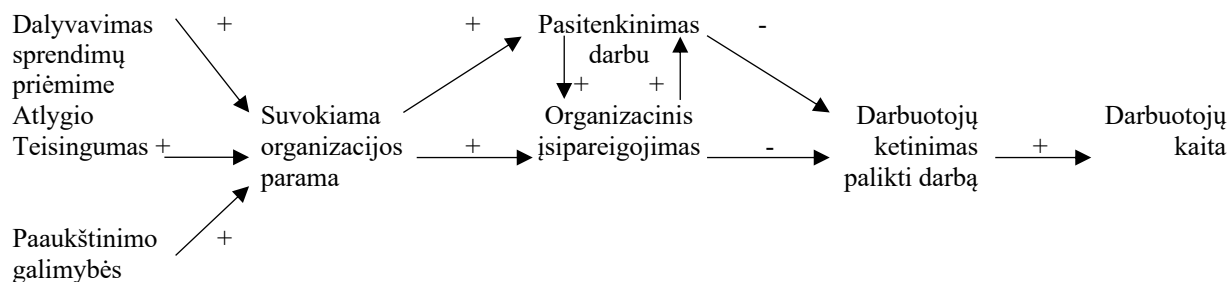 Dalyvavimas
sprendimų
priėmime
+
Atlygio
Teisingumas +
Paaukštinimo
galimybės
+
Suvokiama
organizacijos
parama
+
+
Pasitenkinimas
darbu
+ +
Organizacinis
įsipareigojimas
-
-
Darbuotojų
ketinimas
palikti darbą
+
Darbuotojų
kaita